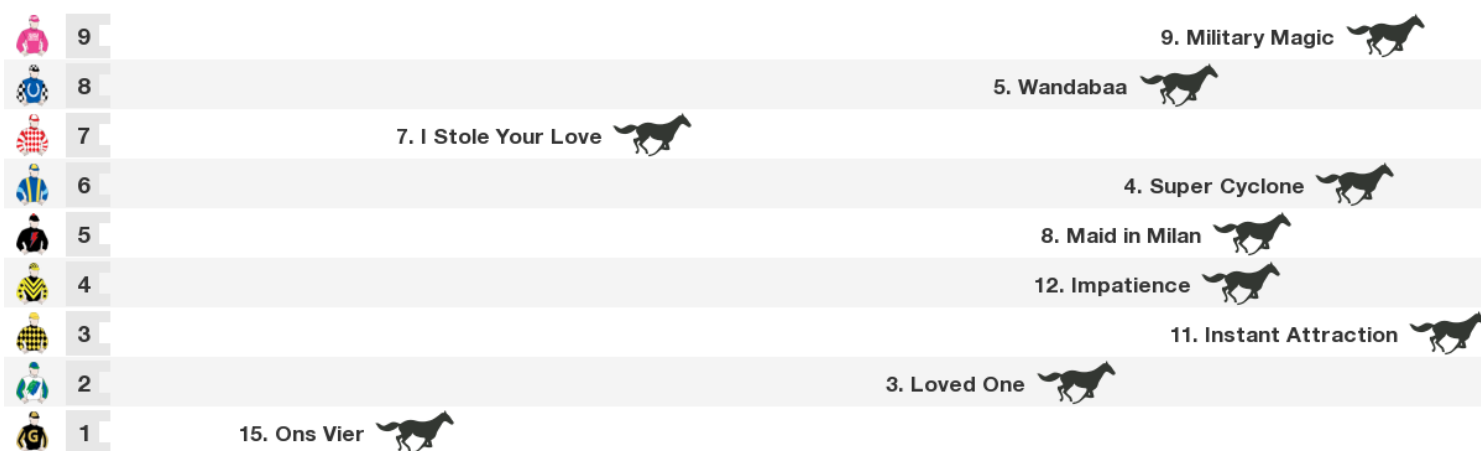 9 9. Military Magic
8 5. Wandabaa
7 7. I Stole Your Love
6 4. Super Cyclone
5 8. Maid in Milan
4 12. Impatience
3 11. Instant Attraction
2 3. Loved One
G 1 15. Ons Vier